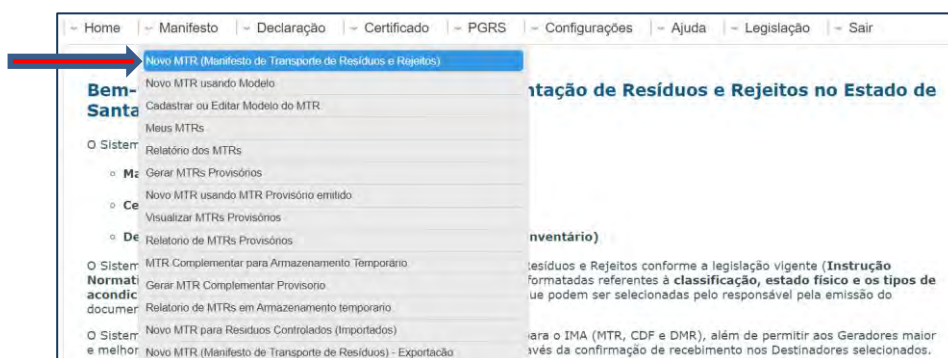 Home Manifesto Declaração Certificado PGRS Configurações Ajuda Legislação Sair
Novo MTR (Manifesto de Transporte de Resíduos e Rejeitos)
Novo MTR usando Modelo
Bem- ntação de Resíduos e Rejeitos no Estado de
Cadastrar ou Editar Modelo do MTR
Santa
Meus MTRs
O Sistem
Relatório dos MTRs
Gerar MTRs Provisórios
Novo MTR usando MTR Provisório emitido
Visualizar MTRs Provisórios
Relatorio de MTRs Provisórios
nventário)
MTR Complementar para Armazenamento Temporário
O Sistem esíduos e Rejeitos conforme a legislação vigente (Instrução
Normati formatadas referentes à classificação, estado físico e os tipos de
Gerar MTR Complementar Provisorio
acondic ue podem ser selecionadas pelo responsável pela emissão do
documer
Relatorio de MTRs em Armazenamento temporario
Novo MTR para Residuos Controlados (Importados)
O Sistem ara o IMA (MTR, CDF e DMR), além de permitir aos Geradores maior
e melhor avés da confirmação de recebimento nos Destinadores selecionados.
Novo MTR (Manifesto de Transporte de Resíduos) - Exportacão